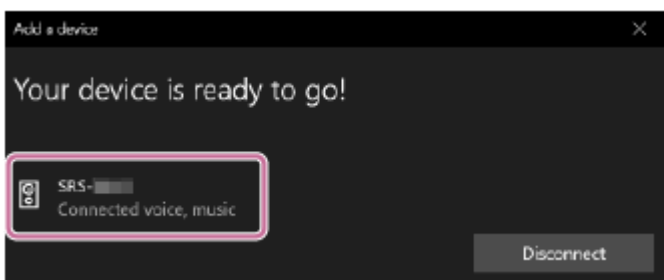 Add a device
Your device is ready to go!
SRS-
Connected voice, music
Disconnect